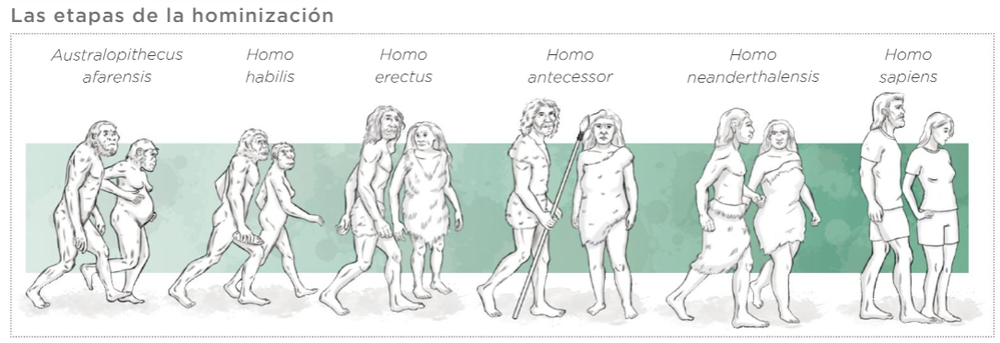 Las etapas de la hominización
Australopithecus
afarensis
Homo
habilis
Homo
erectus
Homo
antecessor
Homo
neanderthalensis
Homo
sapiens